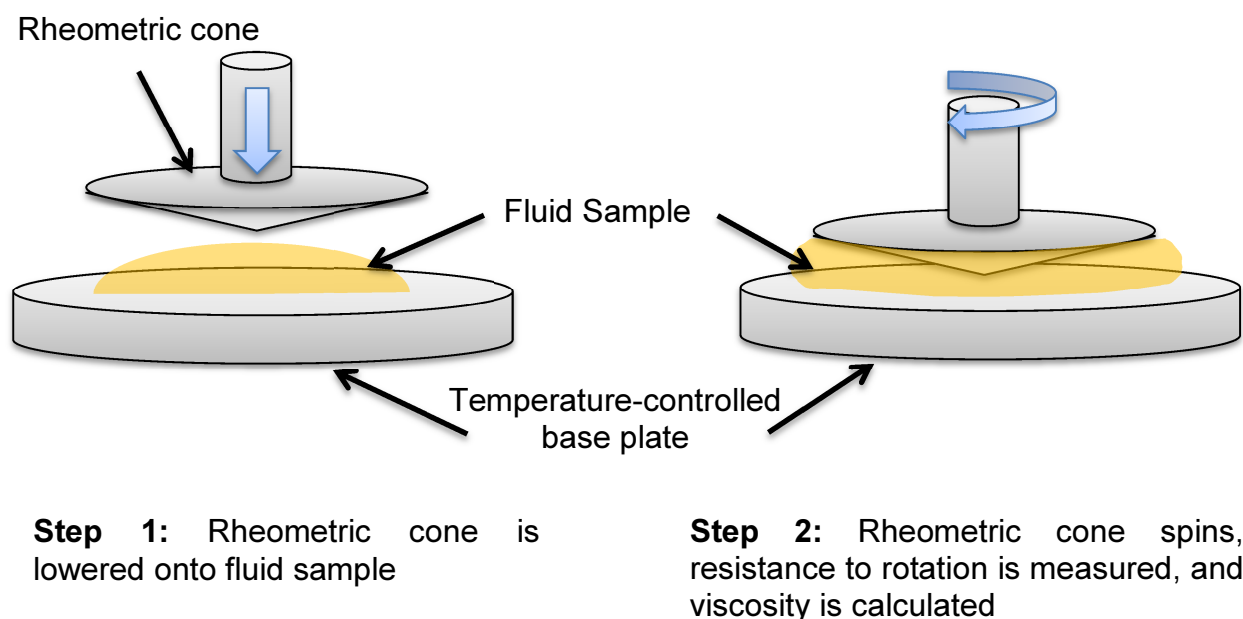 Rheometric cone
Fluid Sample
Temperature-controlled
base plate
Step 1: Rheometric cone is
lowered onto fluid sample
Step 2: Rheometric cone spins,
resistance to rotation is measured, and
viscosity is calculated